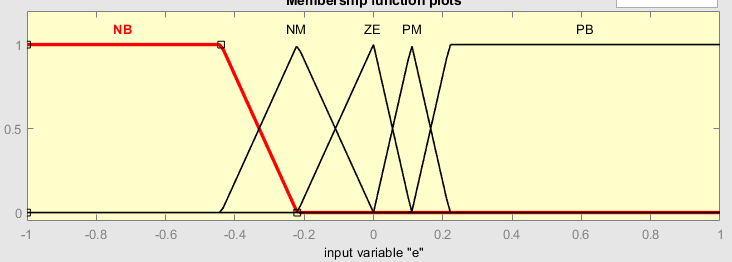 Membership function plots
NB NM ZE PM PB
1
0.5
0
-1 -0.8 -0.6 -0.4 -0.2 0 0.2 0.4 0.6 0.8 1
input variable "e"